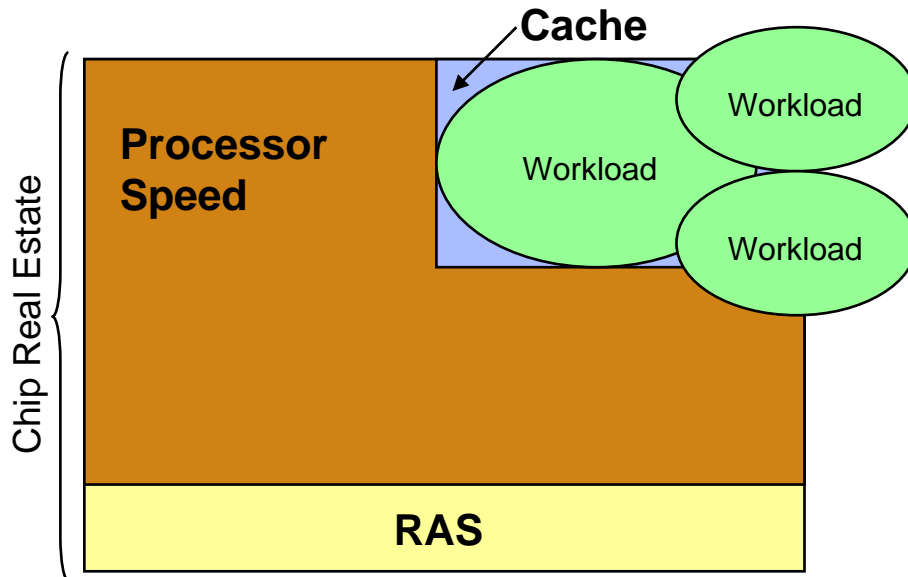 Cache
Workload
Processor
Speed
Workload
Workload
Chip Real Estate
RAS